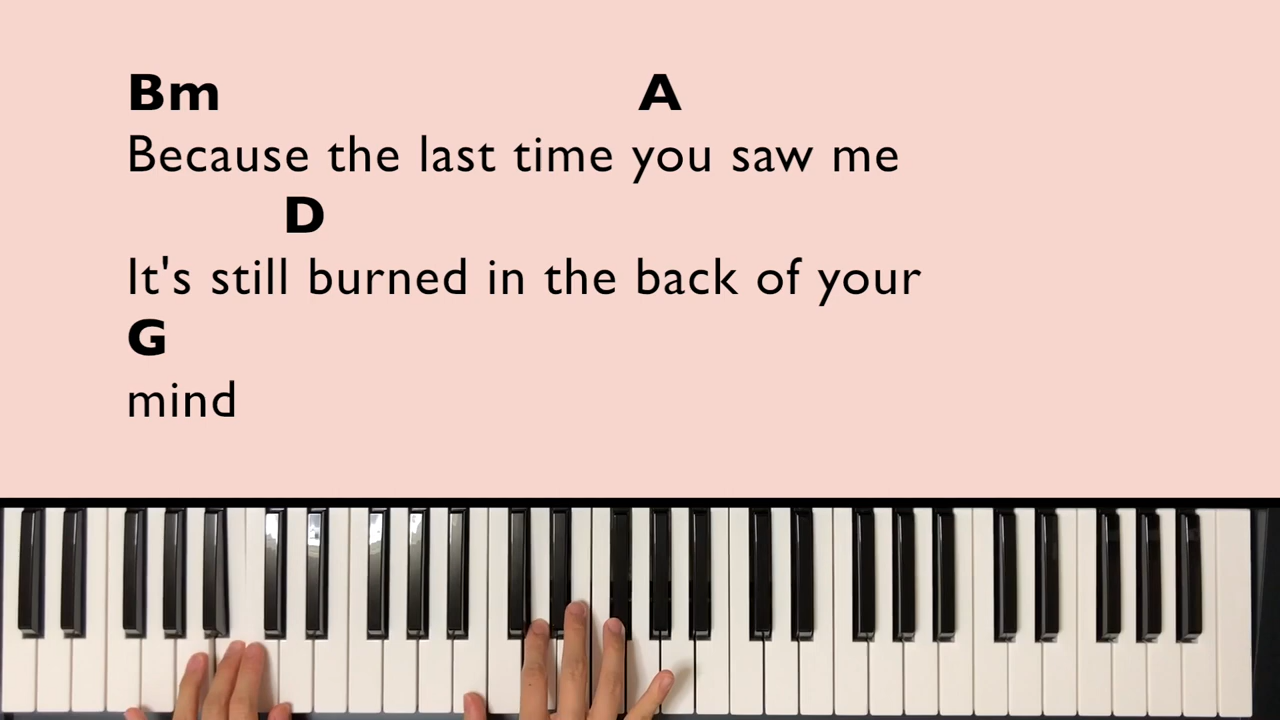 Bm A
Because the last time you saw me
D
It's still burned in the back of your
G
mind